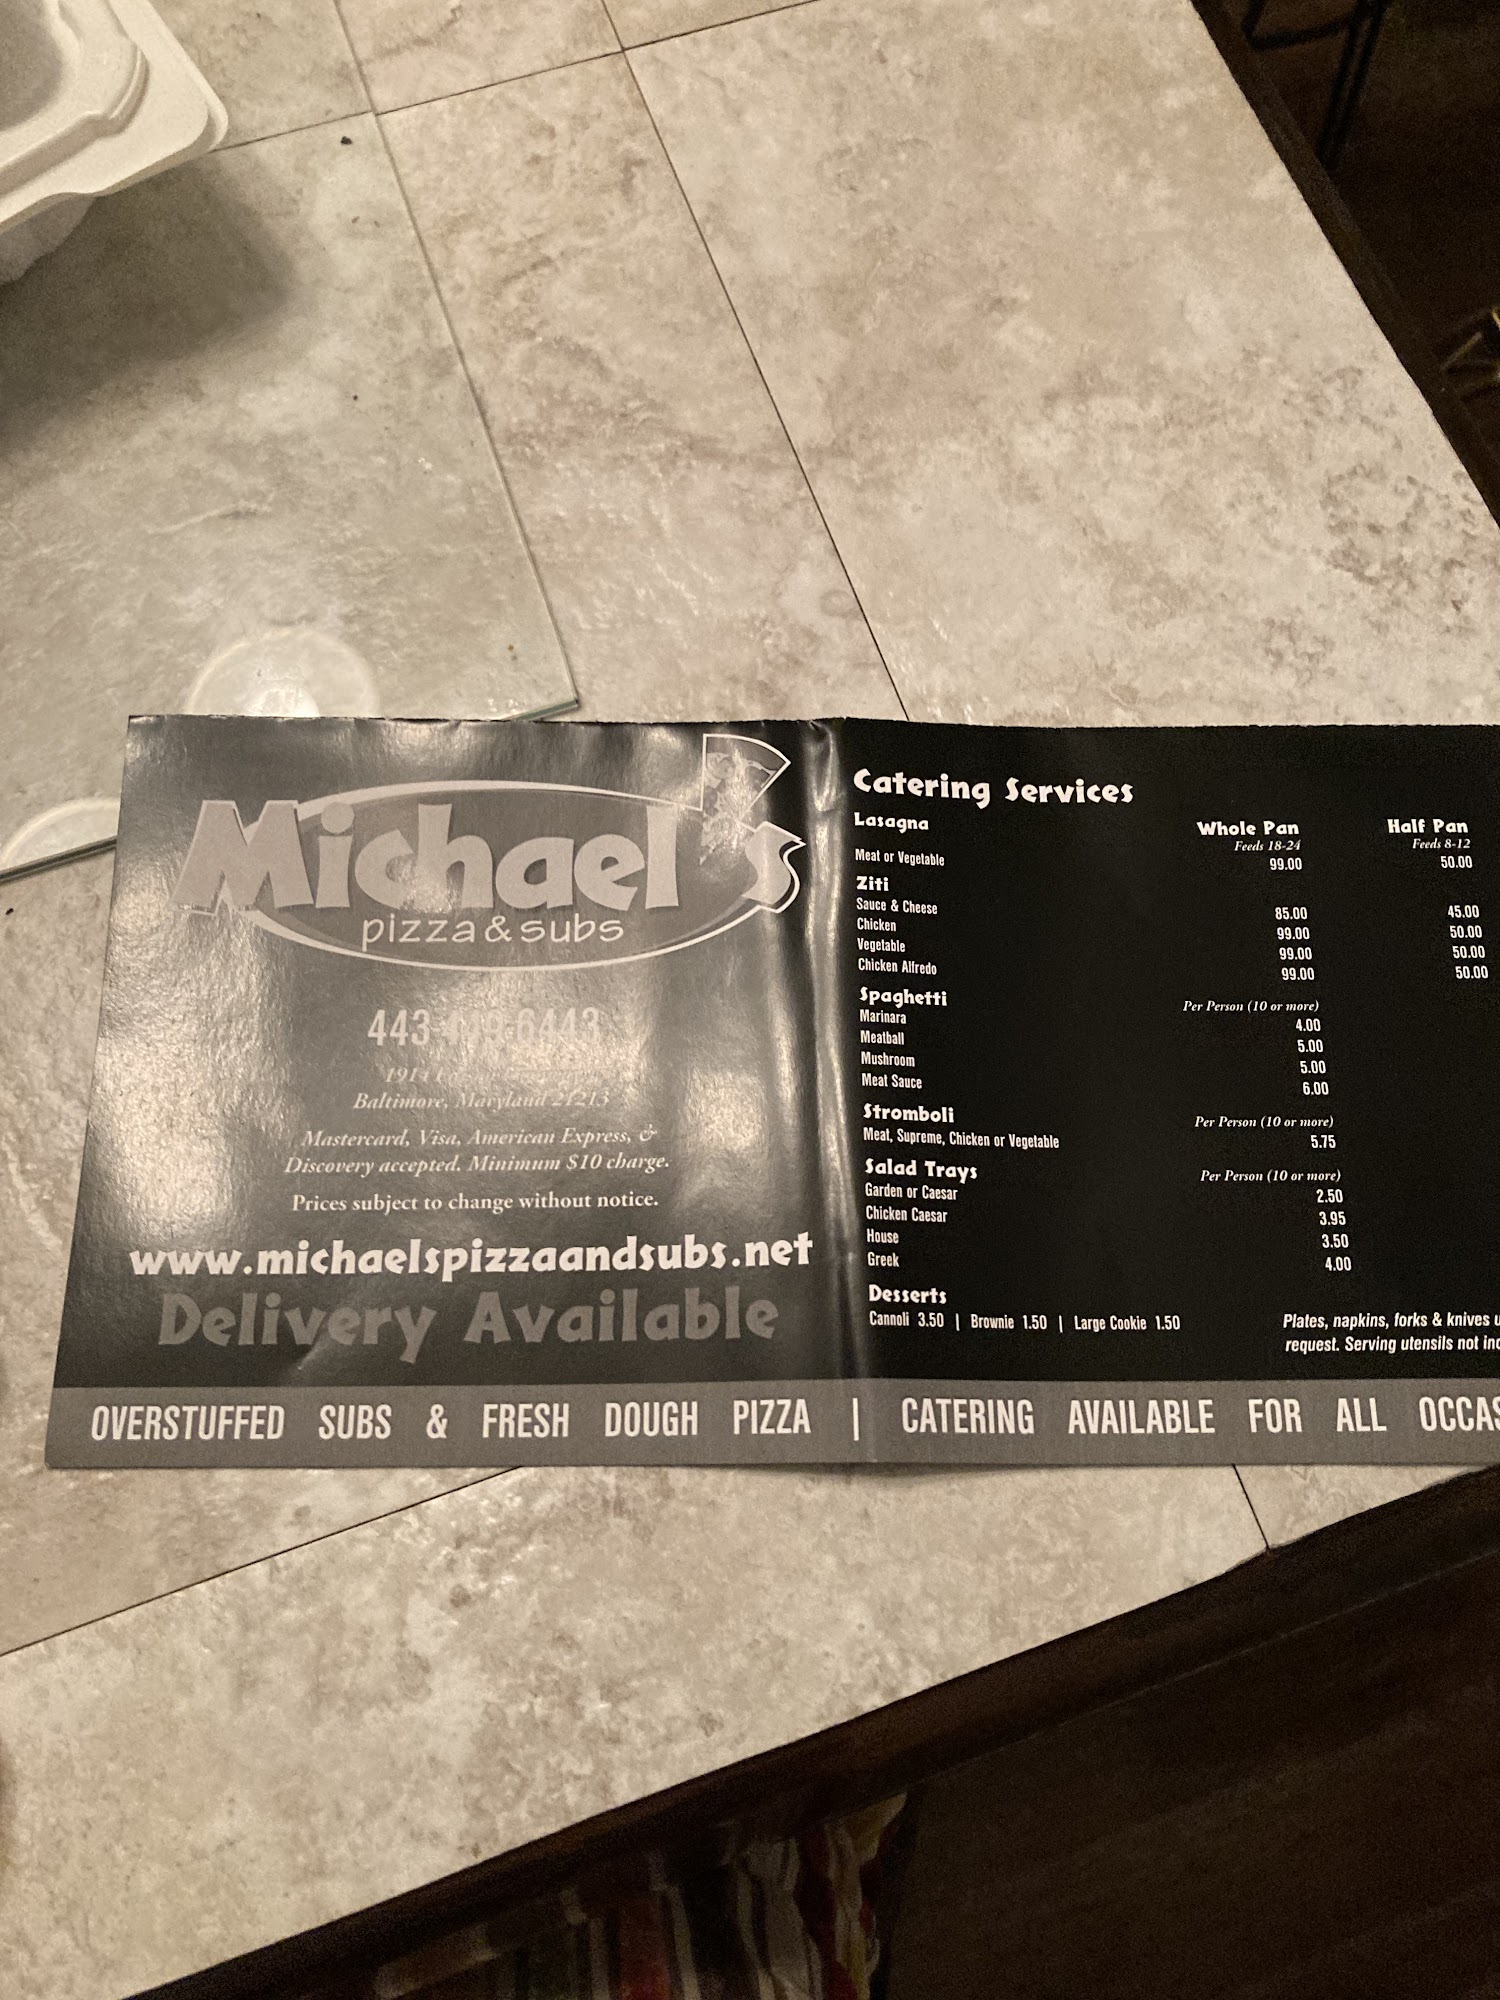 Michael's
pizza & subs
Baltimore, Maryland
Mastercard, Visa, American Express, &
Discovery accepted. Minimum $10 charge.
Prices subject to change without notice.
www.michaelspizzaandsubs.net
Delivery Available
Catering Services
Lasagna Whole Pan Half Pan
Feeds 18-24 Feeds 8-12
Meat or Vegetable 99.00 50.00
Ziti
Sauce & Cheese 85.00 45.00
Chicken 99.00 50.00
Vegetable 99.00 50.00
Chicken Alfredo 99.00 50.00
Spaghetti Per Person (10 or more)
Marinara 4.00
Meatball 5.00
Mushroom 5.00
Meat Sauce 6.00
Stromboli Per Person (10 or more)
Meat, Supreme, Chicken or Vegetable 5.75
Salad Trays Per Person (10 or more)
Garden or Caesar 2.50
Chicken Caesar 3.95
House 3.50
Greek 4.00
Desserts
Cannoli 3.50 | Brownie 1.50 | Large Cookie 1.50
Plates, napkins, forks & knives
request. Serving utensils not
OVERSTUFFED SUBS & FRESH DOUGH PIZZA | CATERING AVAILABLE FOR ALL